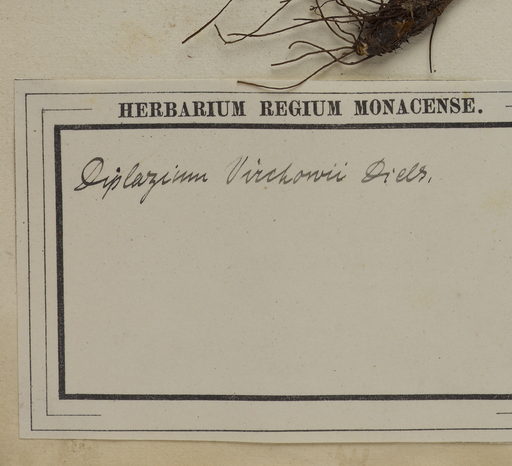 HERBARIUM REGIUM MONACENSE.
Diplazium Virchowii Diels.